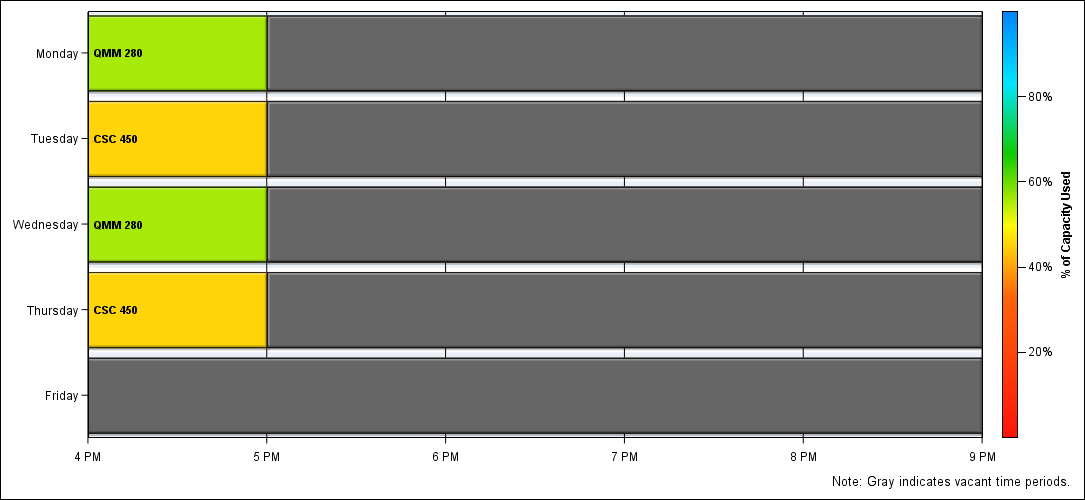 Monday
QMM 280
Tuesday
CSC 450
Wednesday
QMM 280
Thursday
CSC 450
Friday
4 PM
5 PM
6 PM
7 PM
8 PM
9 PM
80%
60%
40%
20%
% of Capacity Used
Note: Gray indicates vacant time periods.